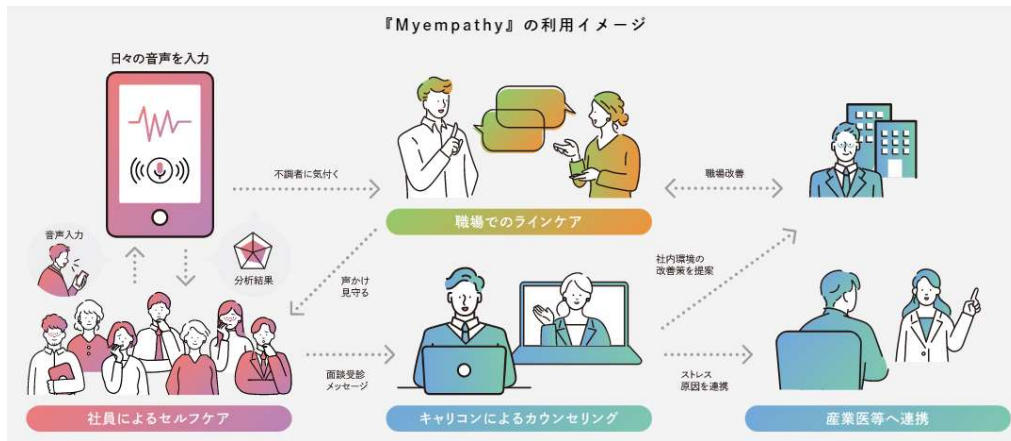 『Myempathy』の利用イメージ
日々の音声を入力
不調者に気付く
職場改善
職場でのラインケア
音声入力
分析結果
声かけ
見守る
社内環境の
改善策を提案
面談受診
メッセージ
ストレス
原因を連携
社員によるセルフケア
キャリコンによるカウンセリング
産業医等へ連携